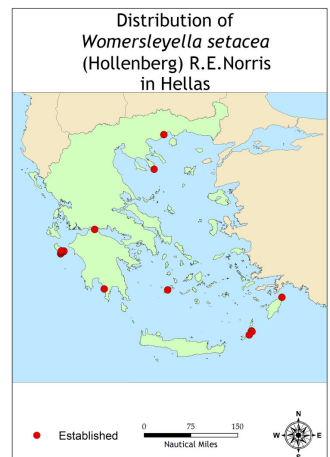 Distribution of
Womersleyella setacea
(Hollenberg) R.E.Norris
in Hellas
Established
0 75 150
Nautical Miles
N
W E
S